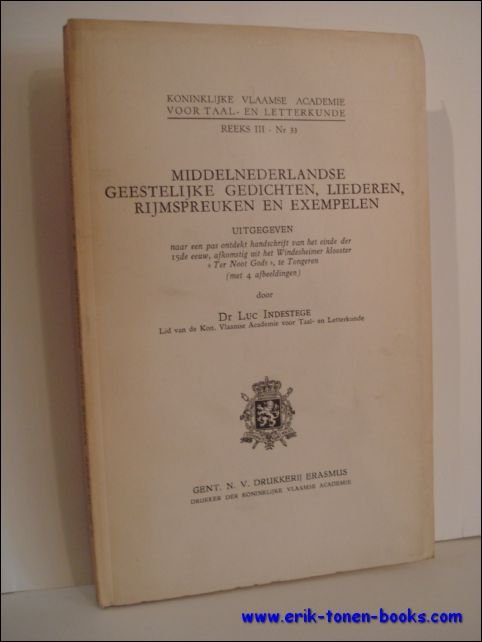 KONINKLIJKE VLAAMSE ACADEMIE
VOOR TAAL- EN LETTERKUNDE
REEKS III - Nr 33
MIDDELNEDERLANDSE
GEESTELIJKE GEDICHTEN, LIEDEREN,
RIJMSPREUKEN EN EXEMPELEN
UITGEGEVEN
naar een pas ontdekt handschrift van het einde der
15de eeuw, afkomstig uit het Windesheimer klooster
« Ter Noot Gods », te Tongeren
(met 4 afbeeldingen)
door
Dr Luc Indestege
Lid van de Kon. Vlaamse Academie voor Taal- en Letterkunde
GENT. N. V. DRUKKERIJ ERASMUS
DRUKKER DER KONINKLIJKE VLAAMSE ACADEMIE
www.erik-tonen-books.com